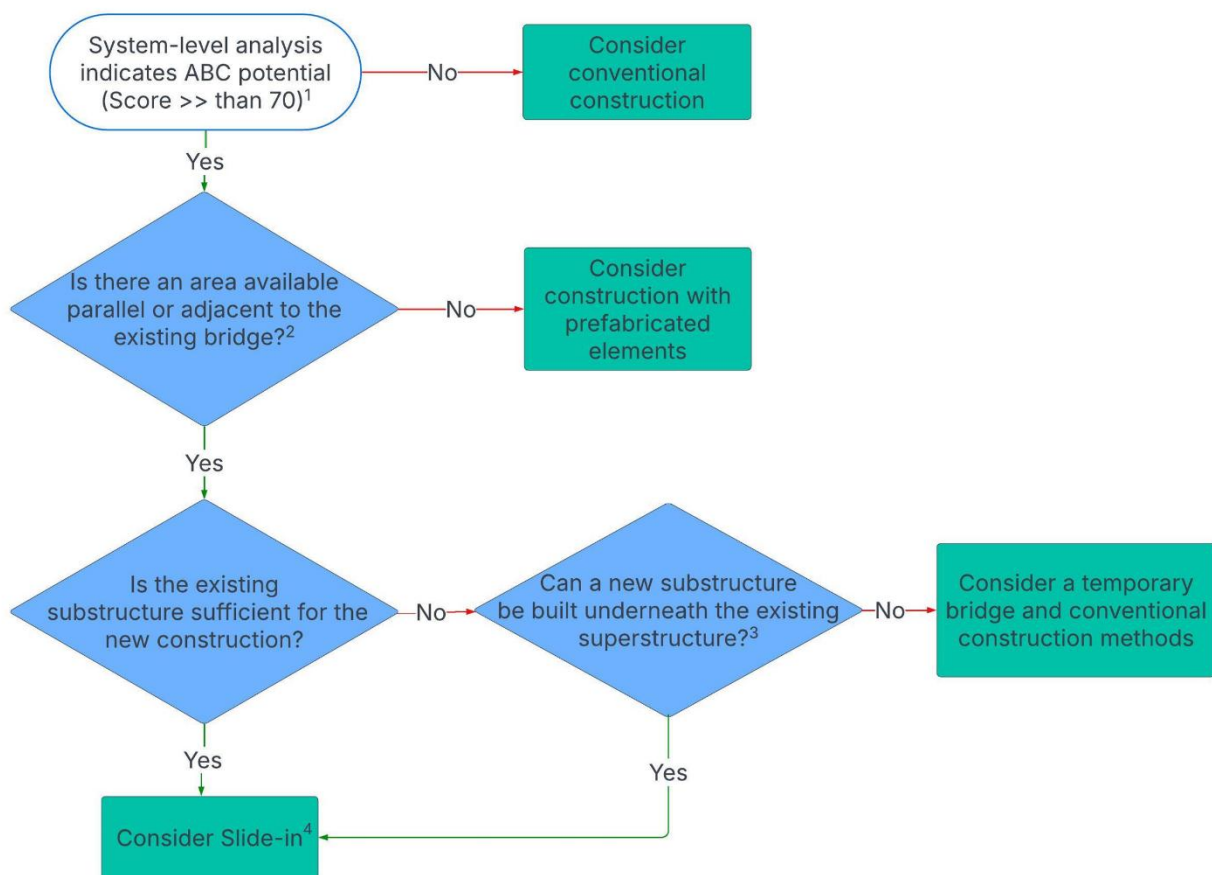 System-level analysis
indicates ABC potential
(Score >> than 70)¹
No
Consider
conventional
construction
Yes
Is there an area available
parallel or adjacent to the
existing bridge?²
No
Consider
construction with
prefabricated
elements
Yes
Is the existing
substructure sufficient for the
new construction?
No
Can a new substructure
be built underneath the existing
superstructure?³
No
Consider a temporary
bridge and conventional
construction methods
Yes
Yes
Consider Slide-in⁴